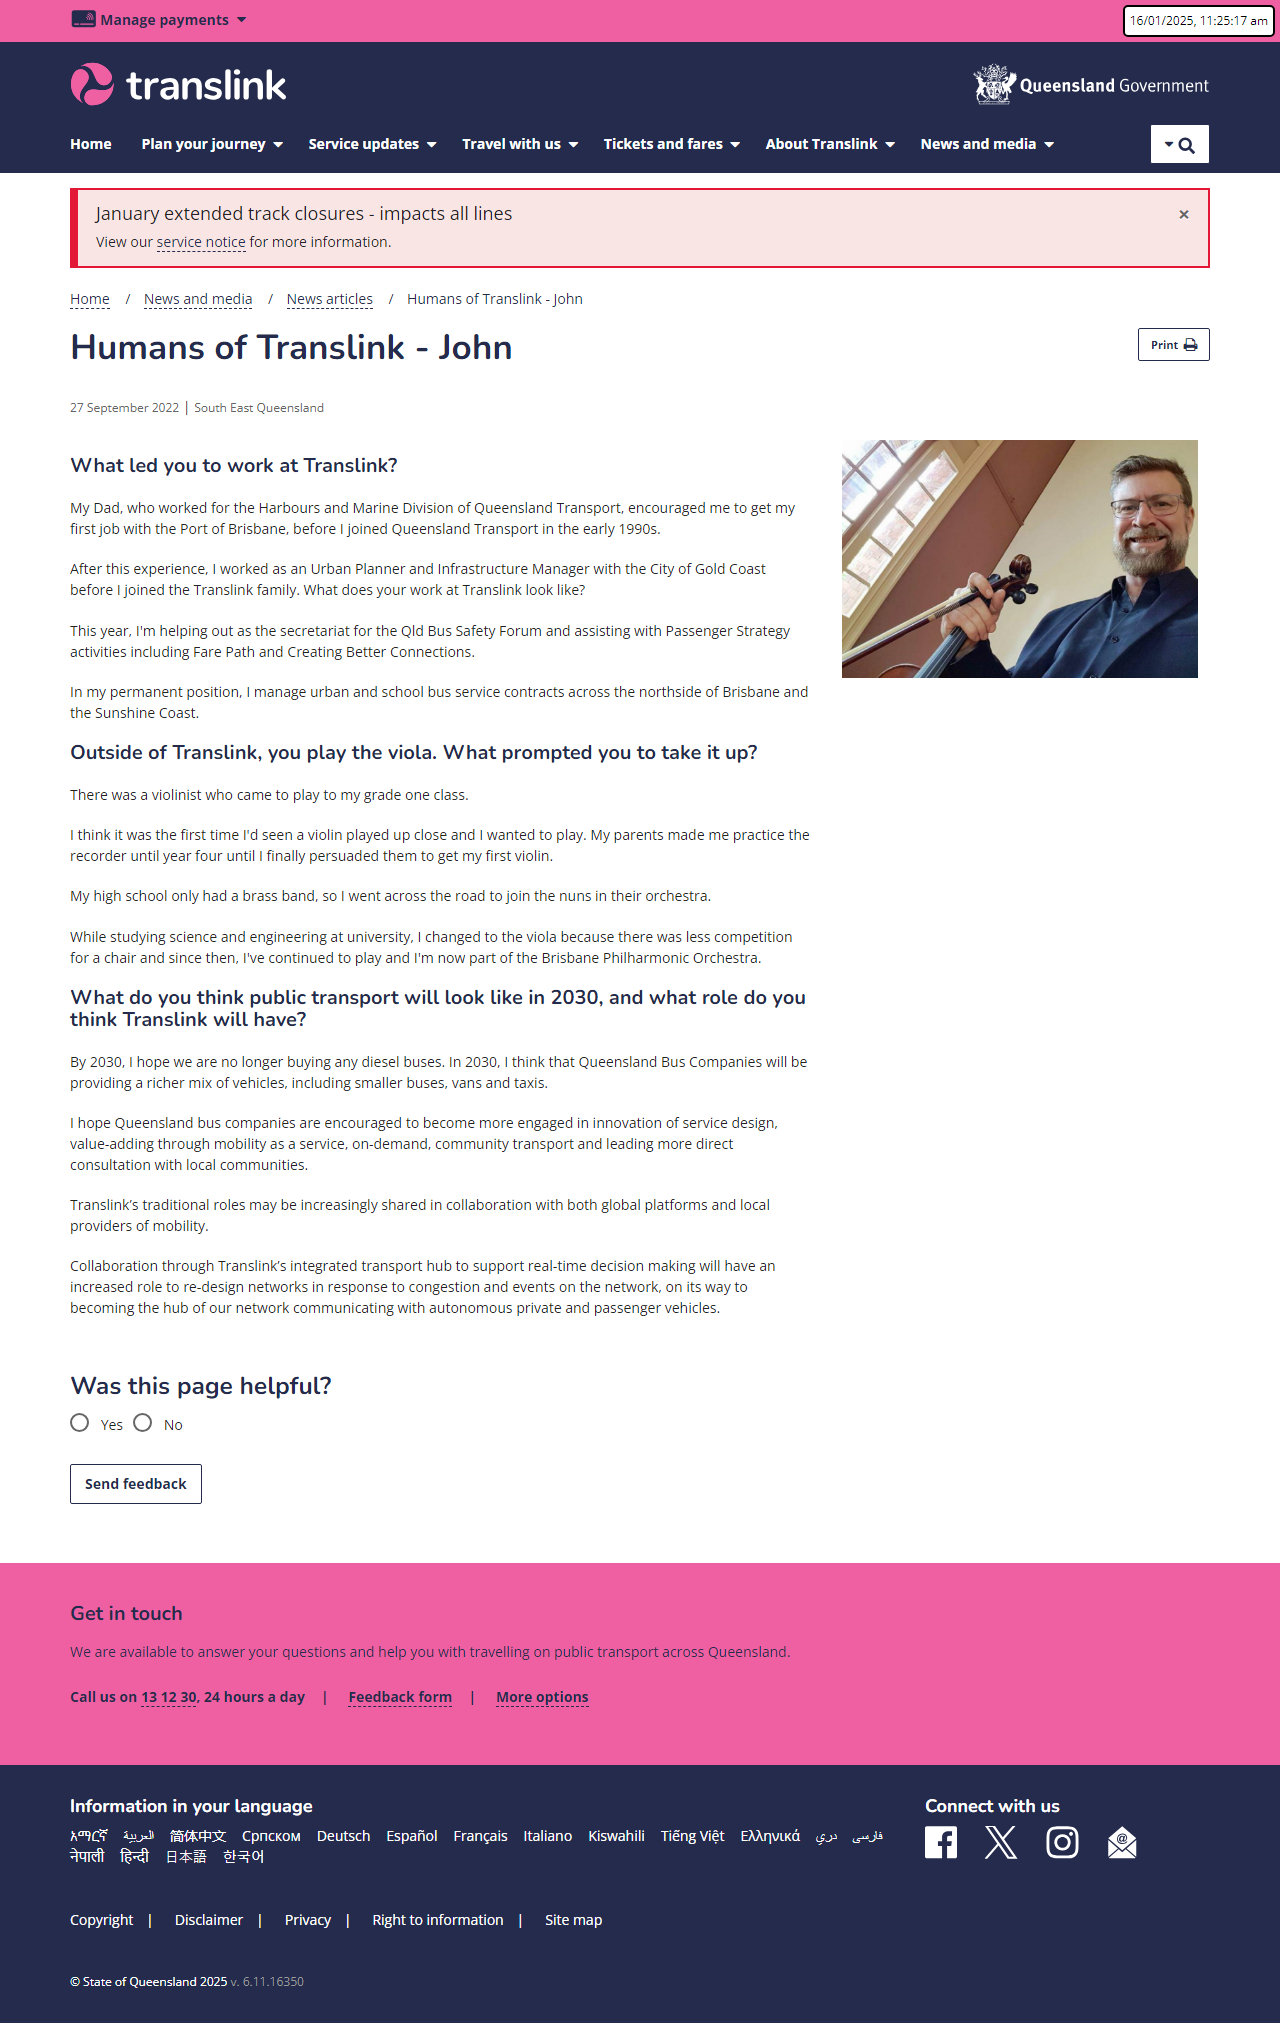 Manage payments
16/01/2025, 11:25:17 am
translink
Queensland Government
Home Plan your journey Service updates Travel with us Tickets and fares About Translink News and media
January extended track closures - impacts all lines ×
View our service notice for more information.
Home / News and media / News articles / Humans of Translink - John
Humans of Translink - John
Print
27 September 2022 | South East Queensland
What led you to work at Translink?
My Dad, who worked for the Harbours and Marine Division of Queensland Transport, encouraged me to get my
first job with the Port of Brisbane, before I joined Queensland Transport in the early 1990s.
After this experience, I worked as an Urban Planner and Infrastructure Manager with the City of Gold Coast
before I joined the Translink family. What does your work at Translink look like?
This year, I'm helping out as the secretariat for the Qld Bus Safety Forum and assisting with Passenger Strategy
activities including Fare Path and Creating Better Connections.
In my permanent position, I manage urban and school bus service contracts across the northside of Brisbane and
the Sunshine Coast.
Outside of Translink, you play the viola. What prompted you to take it up?
There was a violinist who came to play to my grade one class.
I think it was the first time I'd seen a violin played up close and I wanted to play. My parents made me practice the
recorder until year four until I finally persuaded them to get my first violin.
My high school only had a brass band, so I went across the road to join the nuns in their orchestra.
While studying science and engineering at university, I changed to the viola because there was less competition
for a chair and since then, I've continued to play and I'm now part of the Brisbane Philharmonic Orchestra.
What do you think public transport will look like in 2030, and what role do you
think Translink will have?
By 2030, I hope we are no longer buying any diesel buses. In 2030, I think that Queensland Bus Companies will be
providing a richer mix of vehicles, including smaller buses, vans and taxis.
I hope Queensland bus companies are encouraged to become more engaged in innovation of service design,
value-adding through mobility as a service, on-demand, community transport and leading more direct
consultation with local communities.
Translink’s traditional roles may be increasingly shared in collaboration with both global platforms and local
providers of mobility.
Collaboration through Translink’s integrated transport hub to support real-time decision making will have an
increased role to re-design networks in response to congestion and events on the network, on its way to
becoming the hub of our network communicating with autonomous private and passenger vehicles.
Was this page helpful?
Yes No
Send feedback
Get in touch
We are available to answer your questions and help you with travelling on public transport across Queensland.
Call us on 13 12 30, 24 hours a day | Feedback form | More options
Information in your language
አማርኛ العربية 简体中文 Српском Deutsch Español Français Italiano Kiswahili Tiếng Việt Ελληνικά دري فارسی
नेपाली हिन्दी 日本語 한국어
Connect with us
Copyright | Disclaimer | Privacy | Right to information | Site map
© State of Queensland 2025 v. 6.11.16350